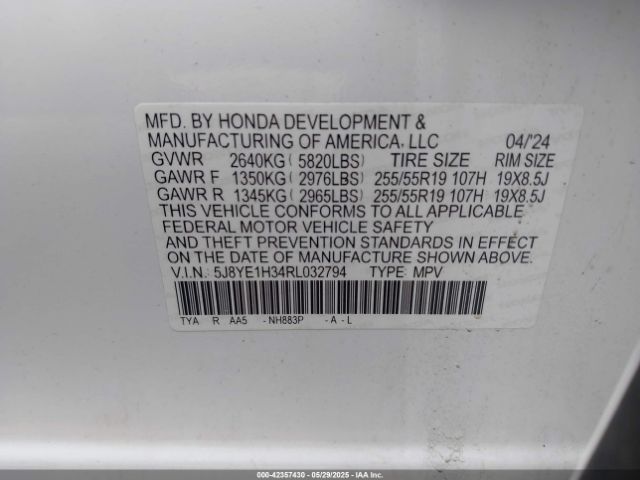 MFD. BY HONDA DEVELOPMENT &
MANUFACTURING OF AMERICA, LLC 04/'24
GVWR 2640KG( 5820LBS) TIRE SIZE RIM SIZE
GAWR F 1350KG( 2976LBS) 255/55R19 107H 19X8.5J
GAWR R 1345KG( 2965LBS) 255/55R19 107H 19X8.5J
THIS VEHICLE CONFORMS TO ALL APPLICABLE
FEDERAL MOTOR VEHICLE SAFETY
AND THEFT PREVENTION STANDARDS IN EFFECT
ON THE DATE OF MANUFACTURE SHOWN ABOVE.
V.I.N.: 5J8YE1H34RL032794 TYPE: MPV
TYA R AA5 -NH883P -A-L
000-42357430 - 05/29/2025 - IAAI.COM